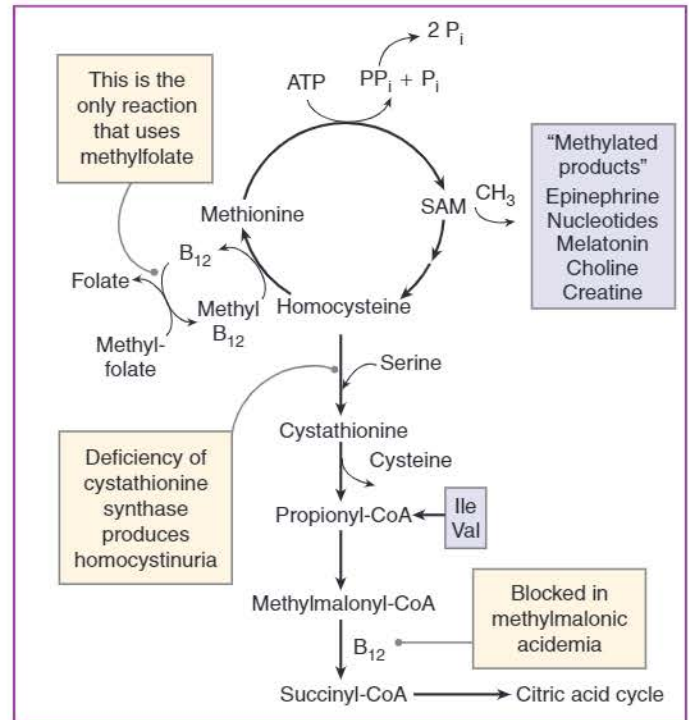 2 Pi
This is the
only reaction
that uses
methylfolate
ATP
PPi + Pi
"Methylated
products"
Epinephrine
Nucleotides
Melatonin
Choline
Creatine
Methionine
SAM
CH3
B12
Folate
Methyl
B12
Homocysteine
Methyl-
folate
Serine
Cystathionine
Deficiency of
cystathionine
synthase
produces
homocystinuria
Cysteine
Propionyl-CoA
Ile
Val
Methylmalonyl-CoA
Blocked in
methylmalonic
acidemia
B12
Succinyl-CoA
Citric acid cycle